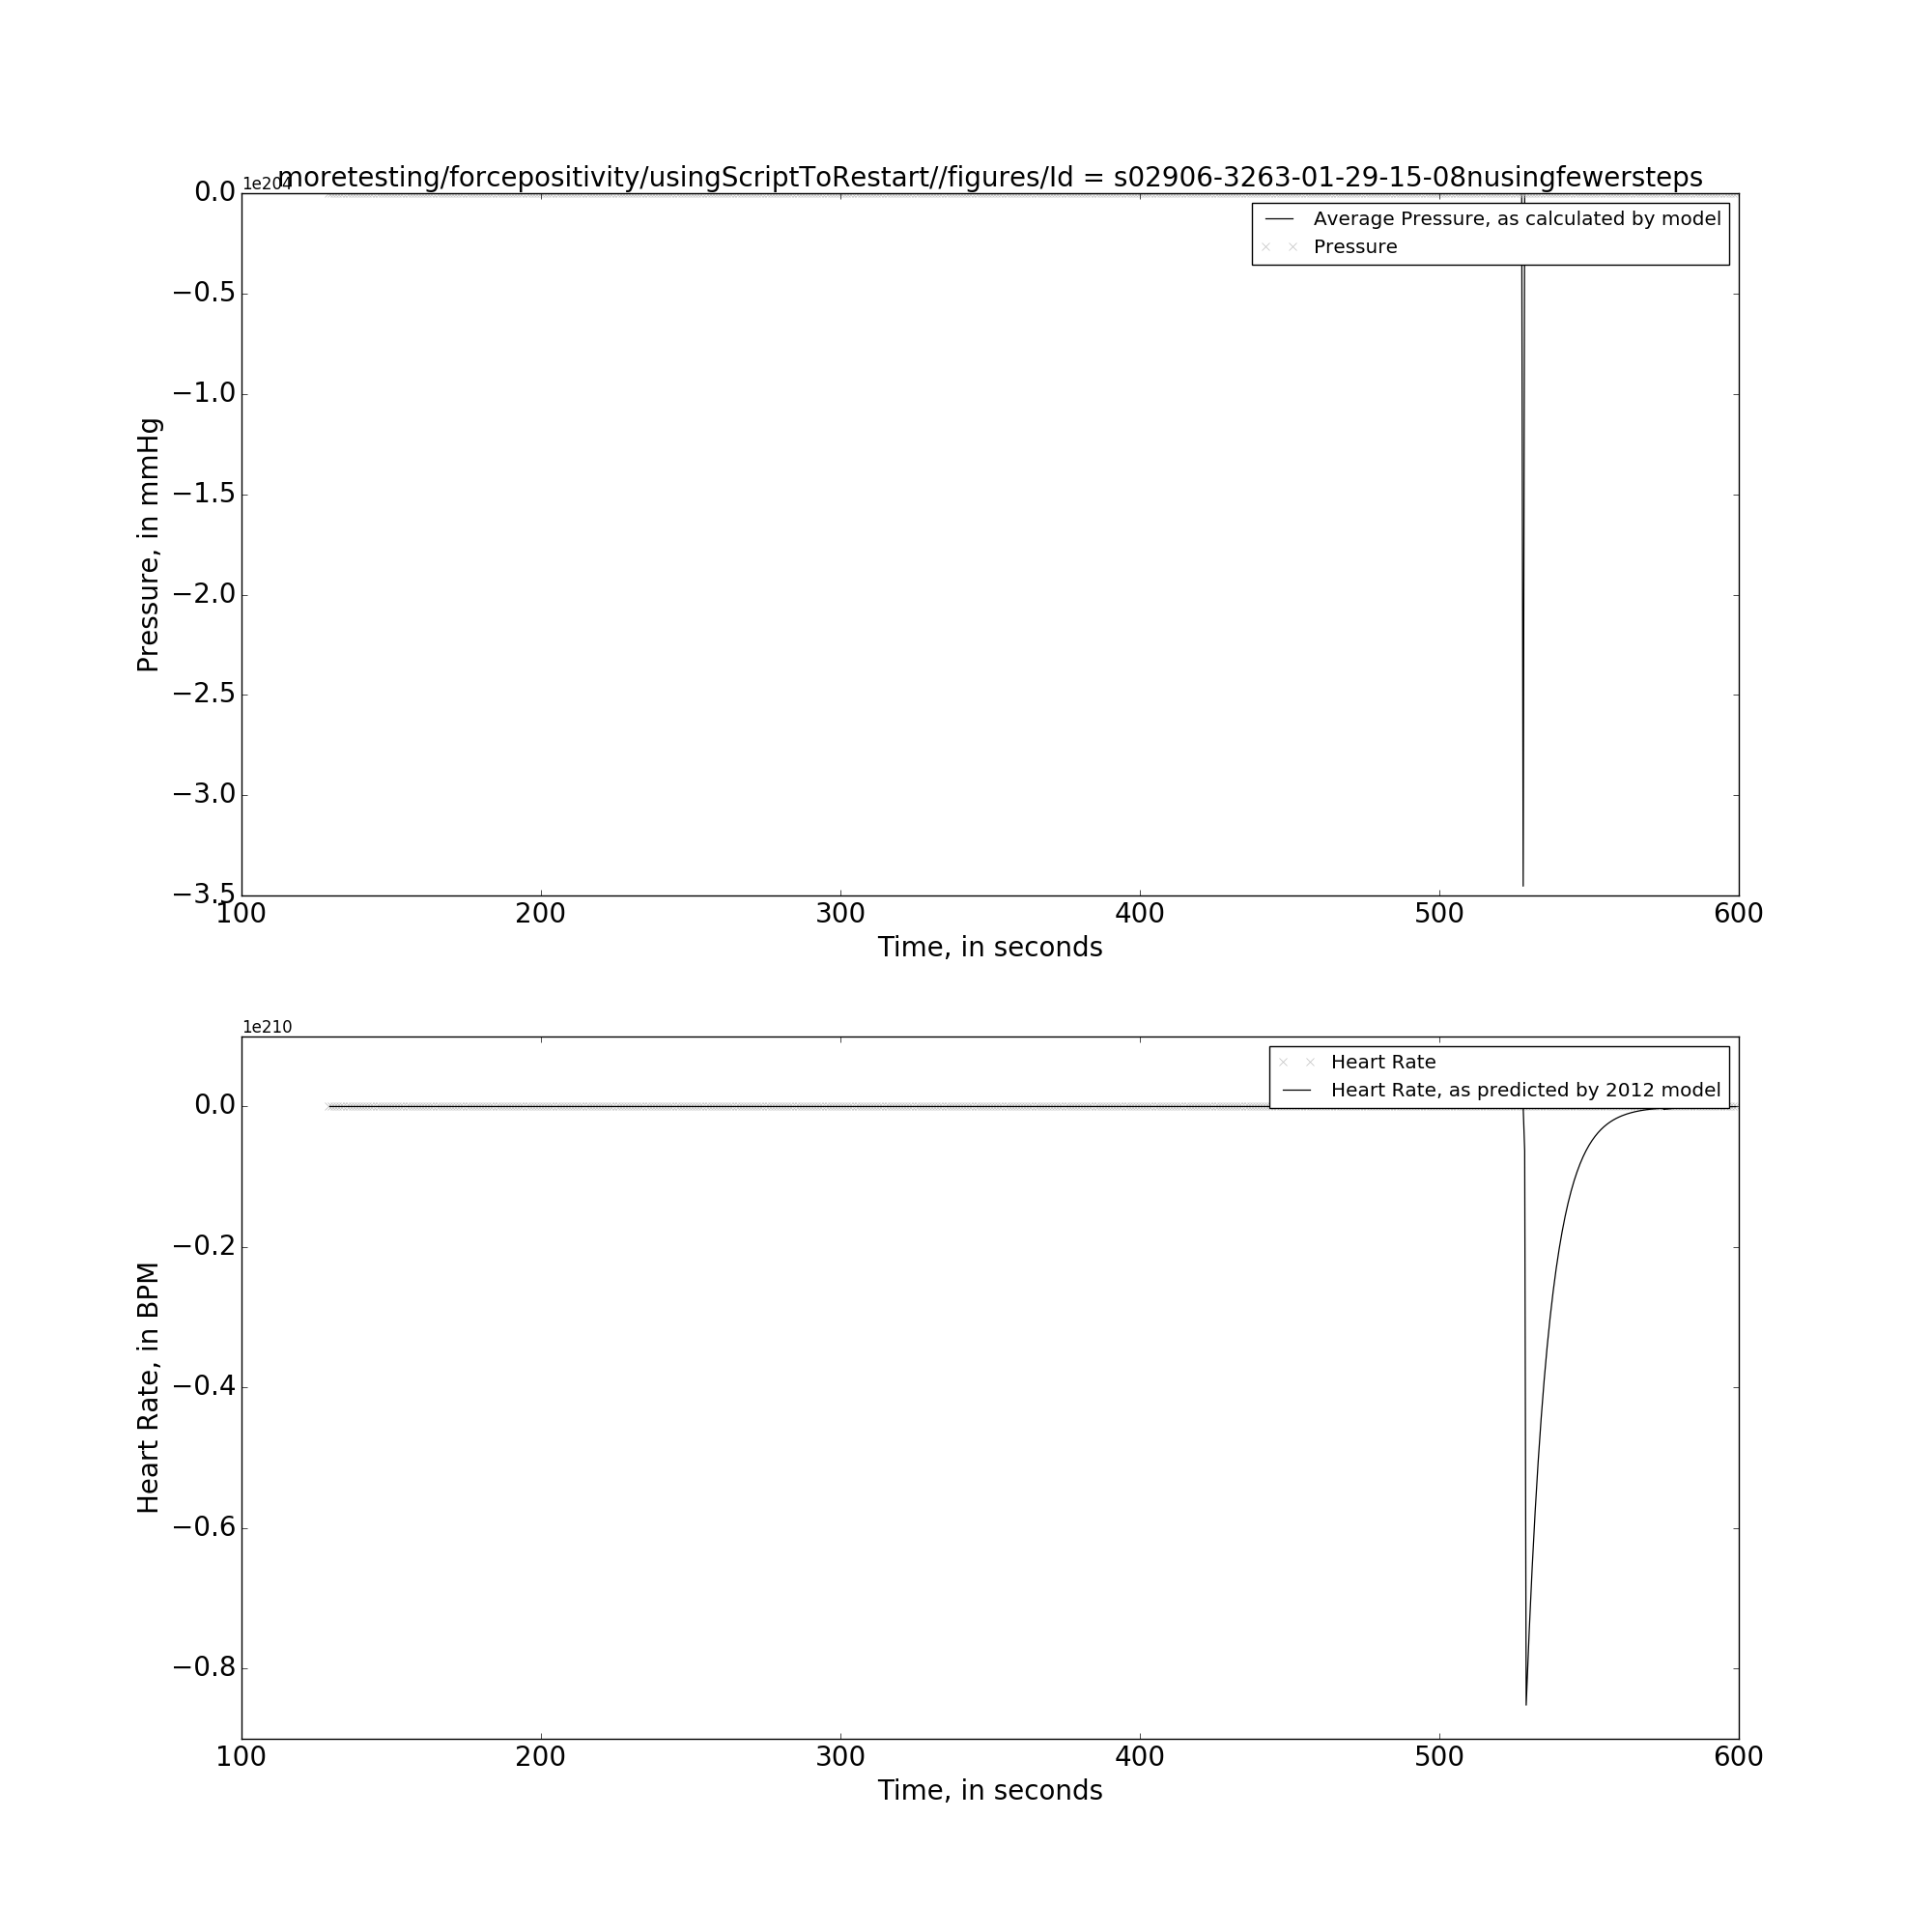 moretesting/forcepositivity/usingScriptToRestart//figures/Id = s02906-3263-01-29-15-08nusingfewersteps
1e204
0.0
−0.5
−1.0
−1.5
−2.0
−2.5
−3.0
−3.5
Pressure, in mmHg
Average Pressure, as calculated by model
Pressure
100 200 300 400 500 600
Time, in seconds
1e210
0.0
−0.2
−0.4
−0.6
−0.8
Heart Rate, in BPM
Heart Rate
Heart Rate, as predicted by 2012 model
100 200 300 400 500 600
Time, in seconds